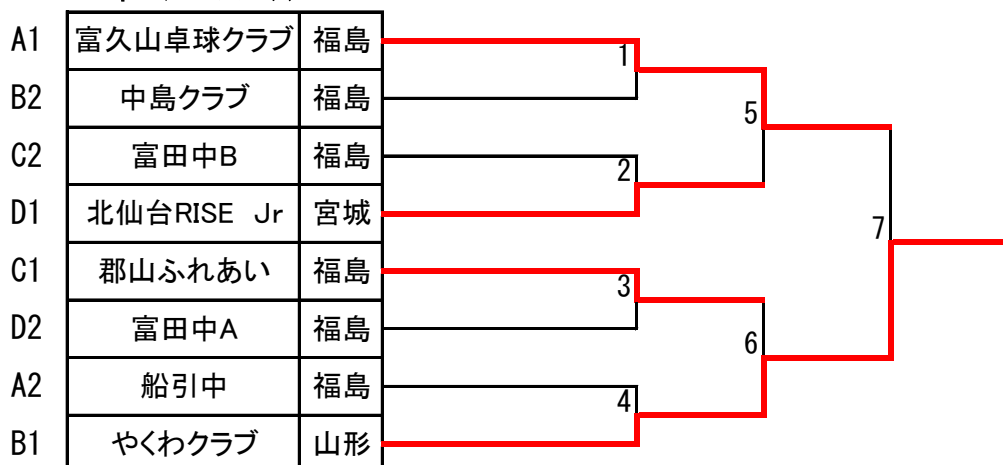 A1 富久山卓球クラブ 福島
1
B2 中島クラブ 福島
5
C2 富田中B 福島
2
D1 北仙台RISE Jr 宮城
7
C1 郡山ふれあい 福島
3
D2 富田中A 福島
6
A2 船引中 福島
4
B1 やくわクラブ 山形